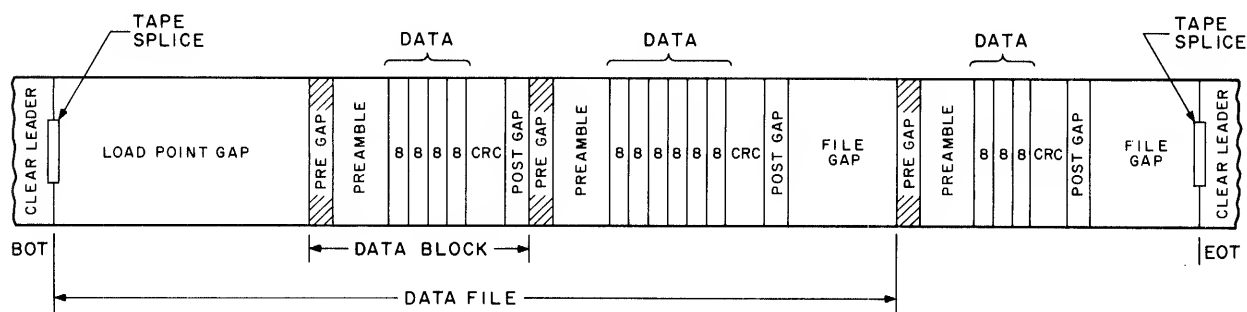 TAPE
SPLICE
DATA
DATA
DATA
TAPE
SPLICE
CLEAR LEADER
LOAD POINT GAP
PRE GAP
PREAMBLE
8 8 8 8 CRC
POST GAP
PRE GAP
PREAMBLE
8 8 8 8 8 8 CRC
POST GAP
FILE
GAP
PRE GAP
PREAMBLE
8 8 8 CRC
POST GAP
FILE
GAP
CLEAR LEADER
BOT
DATA BLOCK
EOT
DATA FILE